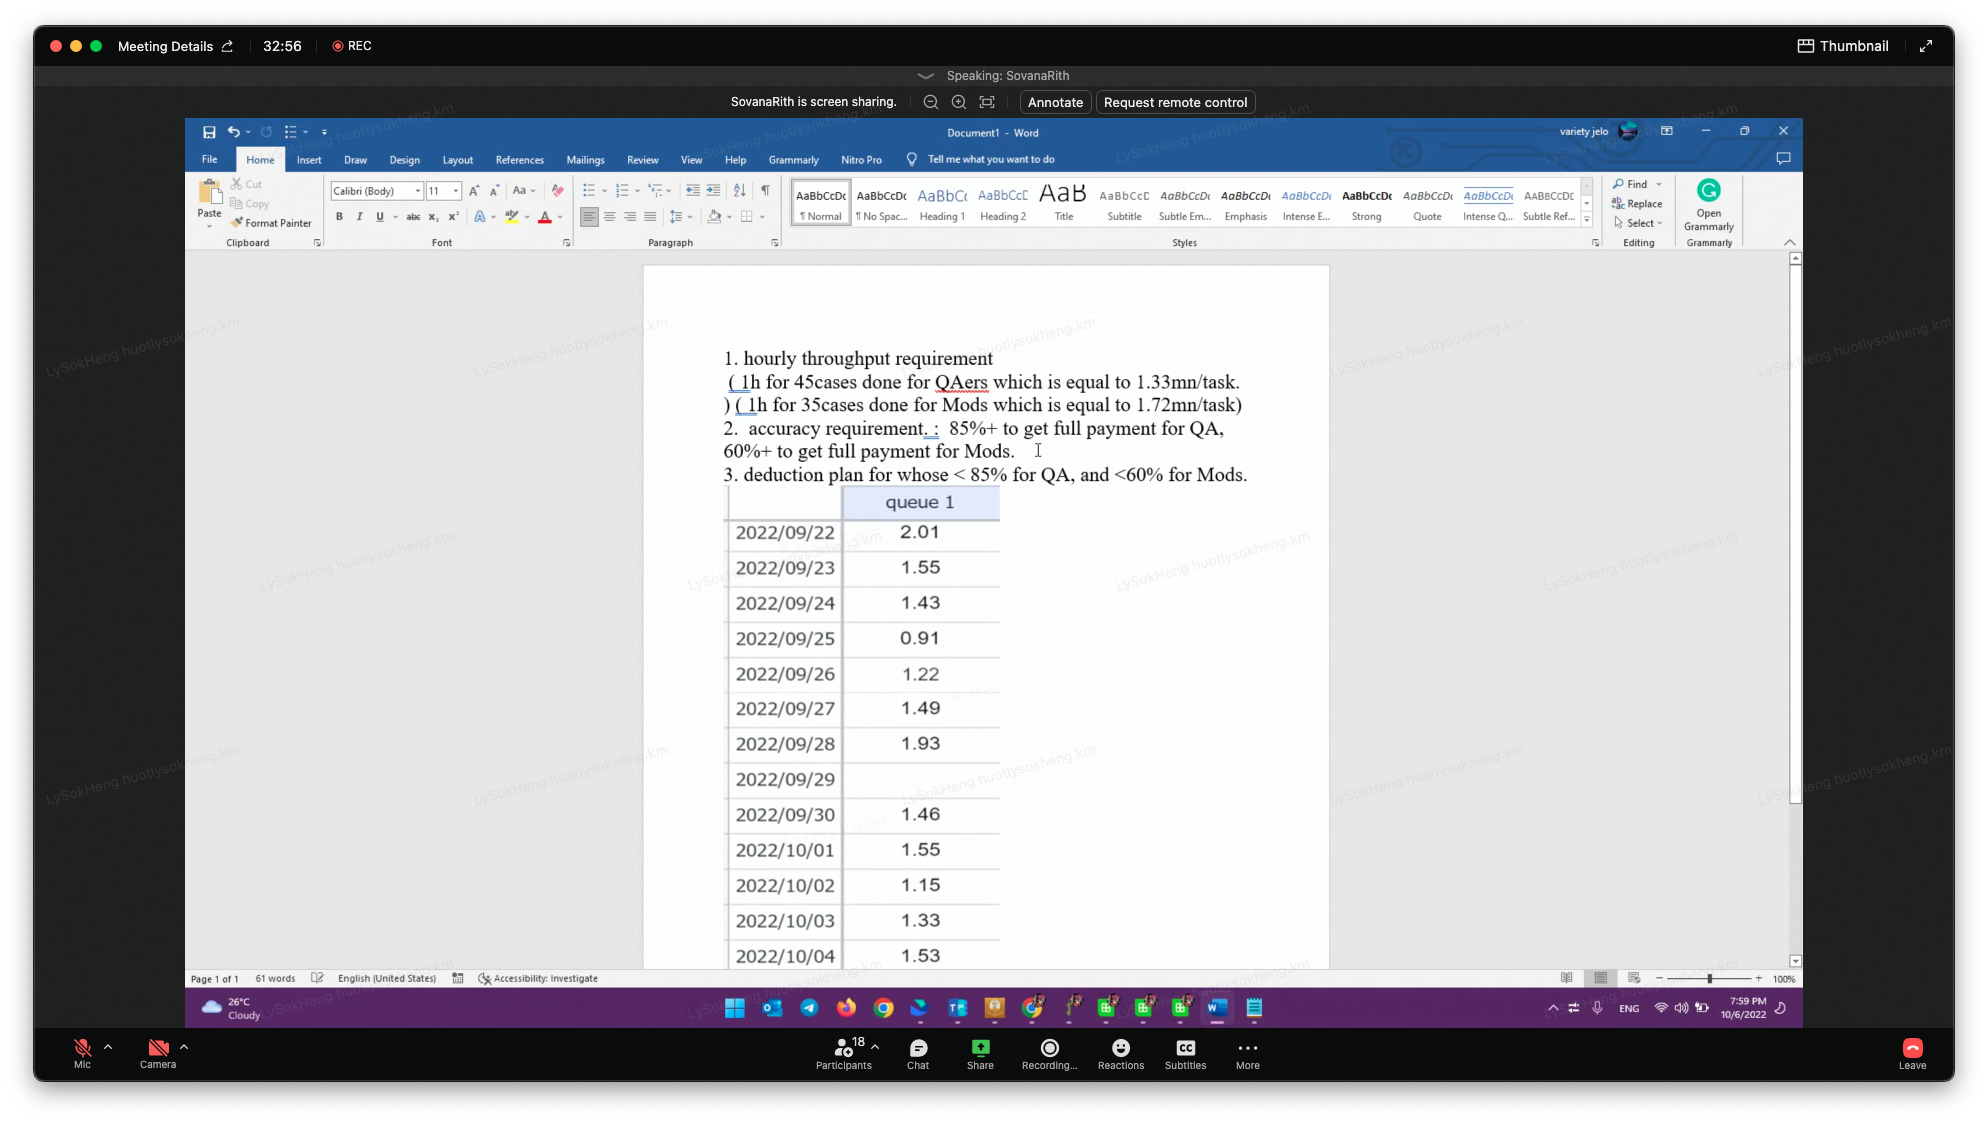 Meeting Details
32:56
REC
Thumbnail
Speaking: SovanaRith
SovanaRith is screen sharing.
Annotate
Request remote control
Document1 - Word
variety jelo
File Home Insert Draw Design Layout References Mailings Review View Help Grammarly Nitro Pro Tell me what you want to do
Paste
Cut
Copy
Format Painter
Clipboard
Calibri (Body) 11
Font
Paragraph
AaBbCcDc AaBbCcDc AaBbCc AaBbCcD AaB AaBbCcD AaBbCcDc AaBbCcDc AaBbCcDc AaBbCcDc AaBbCcDc AaBbCcDc AABBCCDC
¶ Normal ¶ No Spac... Heading 1 Heading 2 Title Subtitle Subtle Em... Emphasis Intense E... Strong Quote Intense Q... Subtle Ref...
Styles
Find
Replace
Select
Editing
Open
Grammarly
Grammarly
1. hourly throughput requirement
( 1h for 45cases done for QAers which is equal to 1.33mn/task.
) ( 1h for 35cases done for Mods which is equal to 1.72mn/task)
2. accuracy requirement. : 85%+ to get full payment for QA,
60%+ to get full payment for Mods.
3. deduction plan for whose < 85% for QA, and <60% for Mods.
queue 1
2022/09/22 2.01
2022/09/23 1.55
2022/09/24 1.43
2022/09/25 0.91
2022/09/26 1.22
2022/09/27 1.49
2022/09/28 1.93
2022/09/29
2022/09/30 1.46
2022/10/01 1.55
2022/10/02 1.15
2022/10/03 1.33
2022/10/04 1.53
Page 1 of 1 61 words English (United States) Accessibility: Investigate
100%
26°C
Cloudy
ENG
7:59 PM
10/6/2022
Mic
Camera
18
Participants
Chat
Share
Recording...
Reactions
CC
Subtitles
More
Leave
LySokHeng huotlysokheng.km